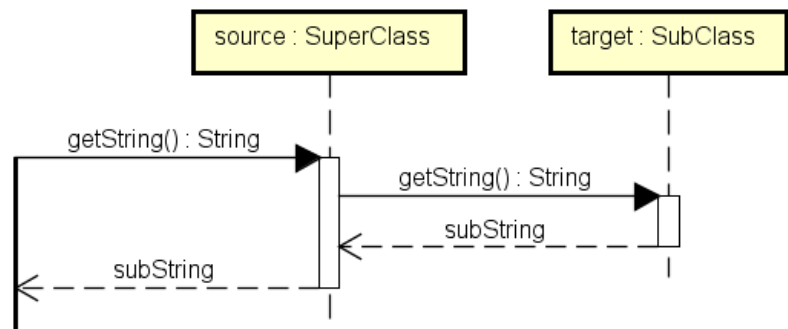 source : SuperClass
target : SubClass
getString() : String
getString() : String
subString
subString